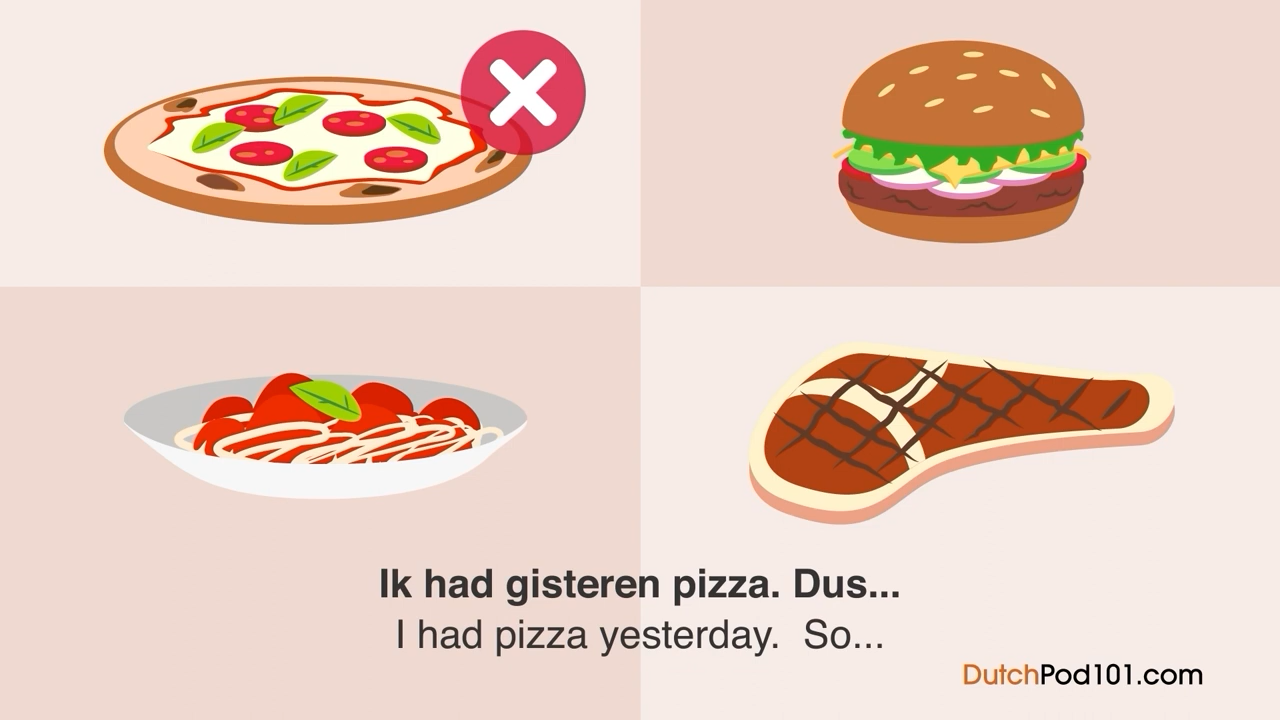 Ik had gisteren pizza. Dus...
I had pizza yesterday. So...
DutchPod101.com